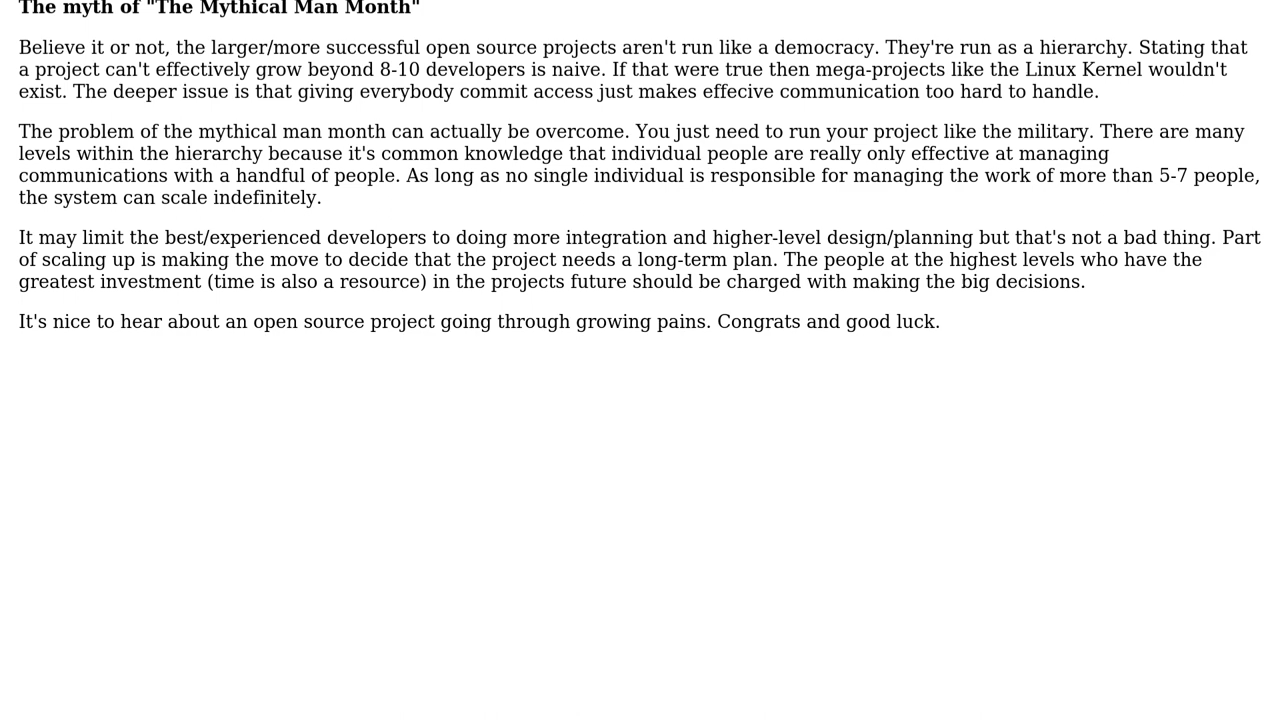 The myth of "The Mythical Man Month"
Believe it or not, the larger/more successful open source projects aren't run like a democracy. They're run as a hierarchy. Stating that
a project can't effectively grow beyond 8-10 developers is naive. If that were true then mega-projects like the Linux Kernel wouldn't
exist. The deeper issue is that giving everybody commit access just makes effecive communication too hard to handle.
The problem of the mythical man month can actually be overcome. You just need to run your project like the military. There are many
levels within the hierarchy because it's common knowledge that individual people are really only effective at managing
communications with a handful of people. As long as no single individual is responsible for managing the work of more than 5-7 people,
the system can scale indefinitely.
It may limit the best/experienced developers to doing more integration and higher-level design/planning but that's not a bad thing. Part
of scaling up is making the move to decide that the project needs a long-term plan. The people at the highest levels who have the
greatest investment (time is also a resource) in the projects future should be charged with making the big decisions.
It's nice to hear about an open source project going through growing pains. Congrats and good luck.